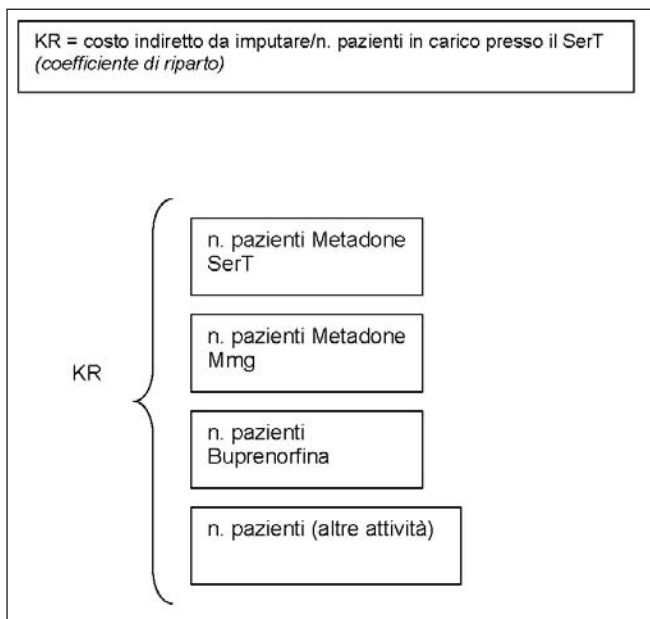 KR = costo indiretto da imputare/n. pazienti in carico presso il SerT
(coefficiente di riparto)
n. pazienti Metadone
SerT
n. pazienti Metadone
Mmg
KR
n. pazienti
Buprenorfina
n. pazienti (altre attività)